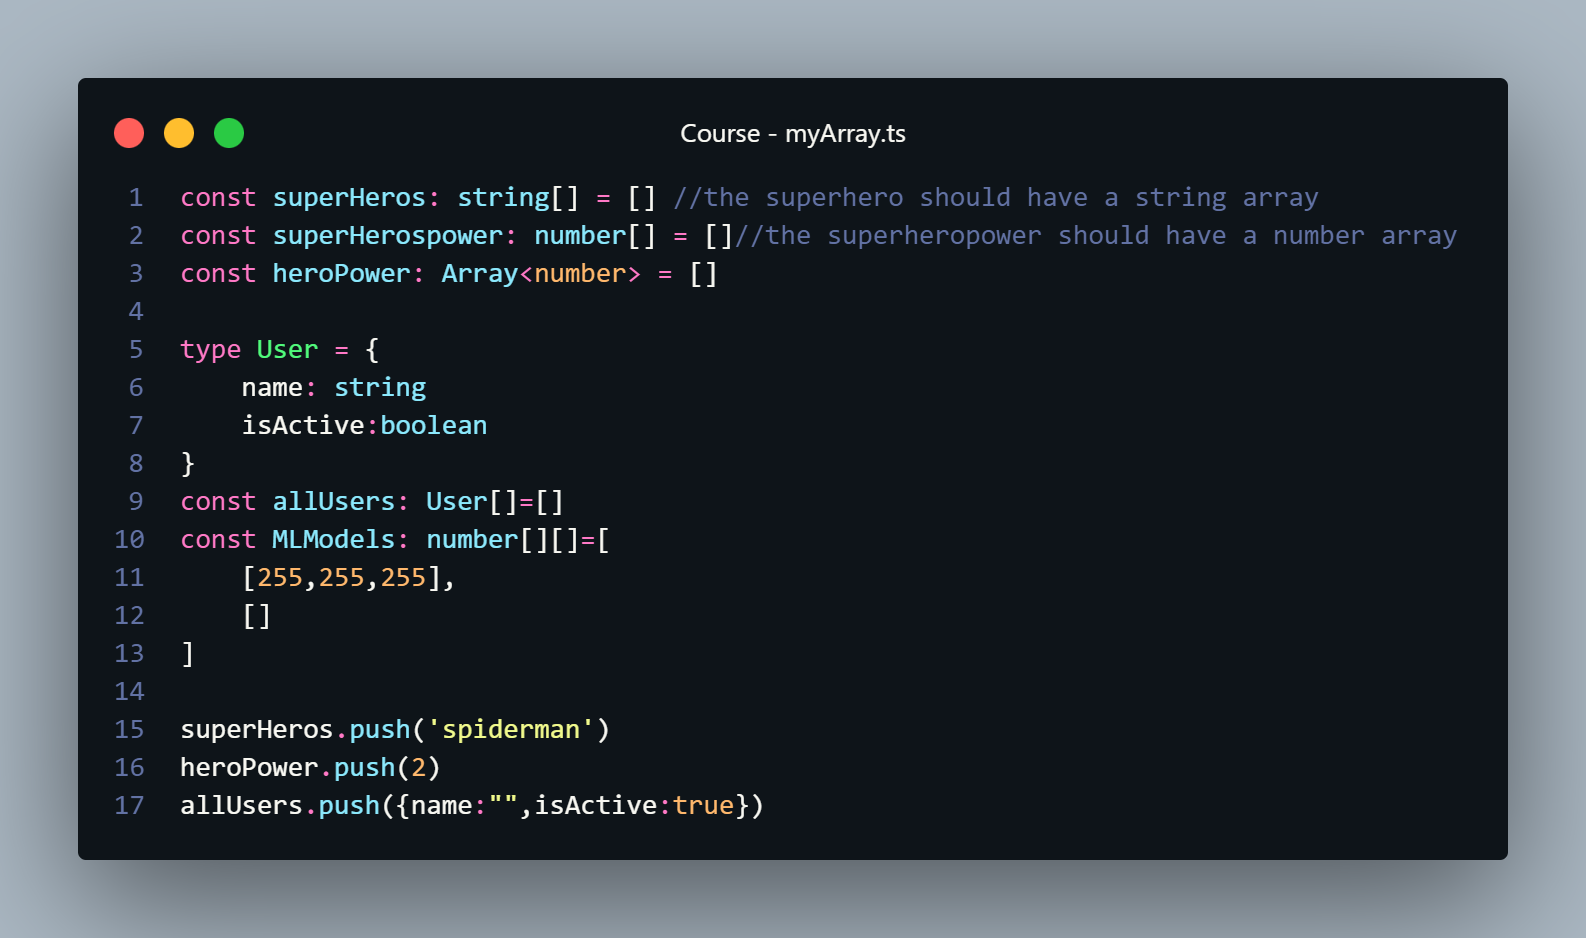 Course - myArray.ts
1 const superHeros: string[] = [] //the superhero should have a string array
2 const superHerospower: number[] = []//the superheropower should have a number array
3 const heroPower: Array<number> = []
4
5 type User = {
6     name: string
7     isActive:boolean
8 }
9 const allUsers: User[]=[]
10 const MLModels: number[][]=[
11     [255,255,255],
12     []
13 ]
14
15 superHeros.push('spiderman')
16 heroPower.push(2)
17 allUsers.push({name:"",isActive:true})